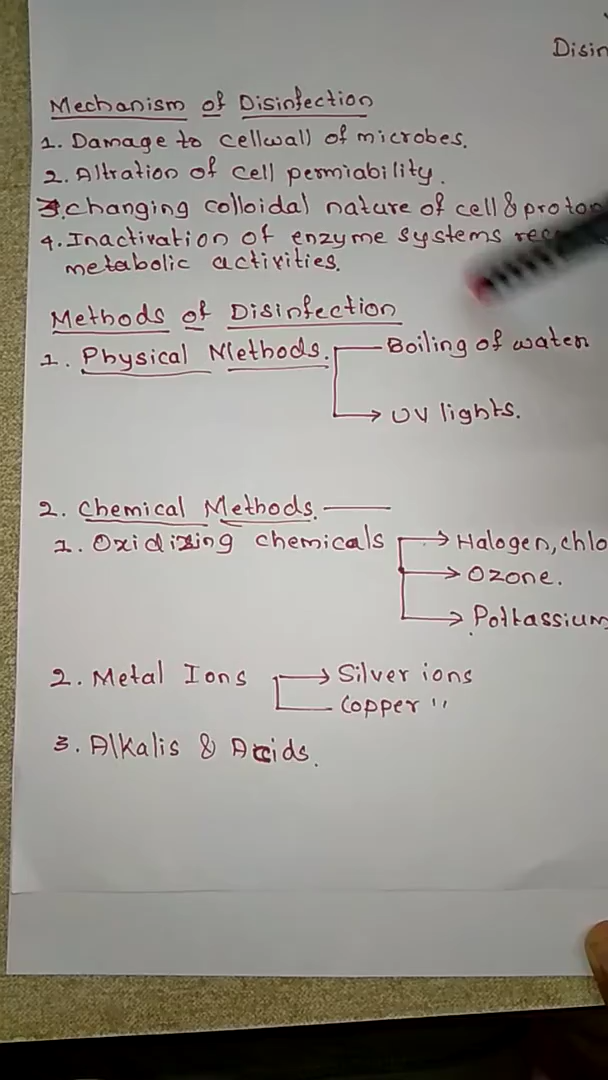 Disin
Mechanism of Disinfection
1. Damage to cellwall of microbes.
2. Altration of cell permiability.
3. changing colloidal nature of cell & proto
4. Inactivation of enzyme systems
metabolic activities.
Methods of Disinfection
1. Physical Methods. Boiling of water
UV lights.
2. Chemical Methods.
1. Oxidizing chemicals Halogen, chlo
Ozone.
Pottassium
2. Metal Ions Silver ions
Copper "
3. Alkalis & Acids.